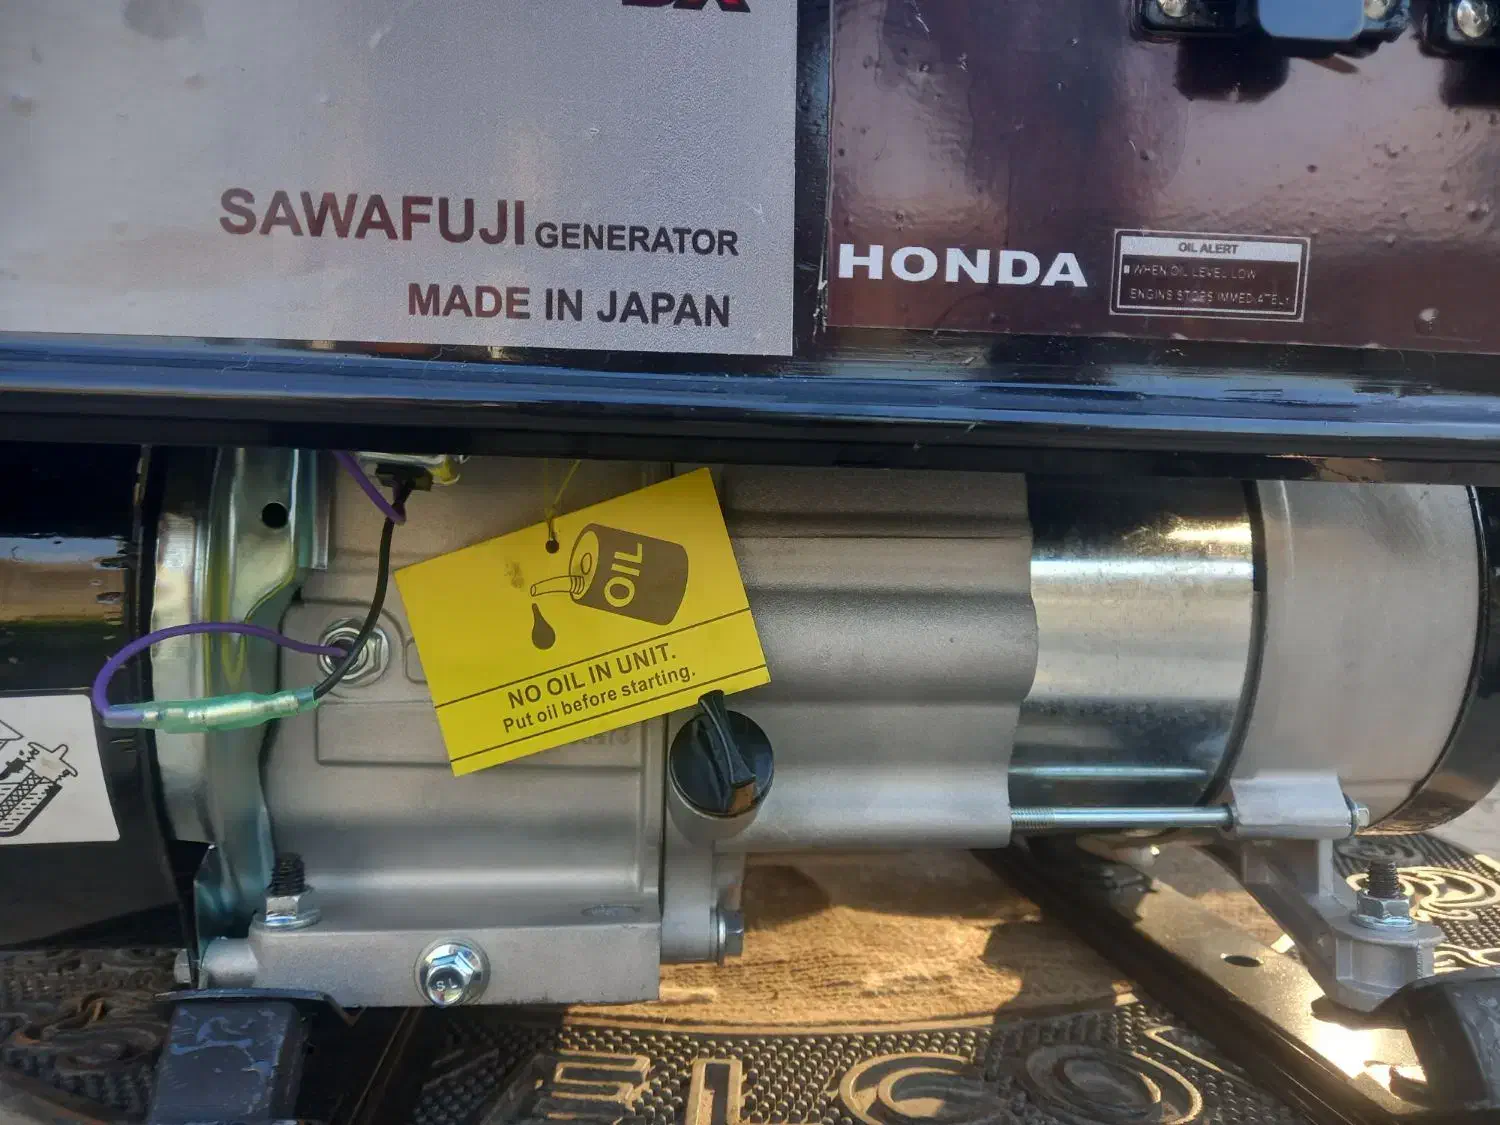 SAWAFUJI GENERATOR
MADE IN JAPAN
HONDA
OIL ALERT
WHEN OIL LEVEL LOW
ENGINE STOPS IMMEDIATELY
OIL
NO OIL IN UNIT.
Put oil before starting.